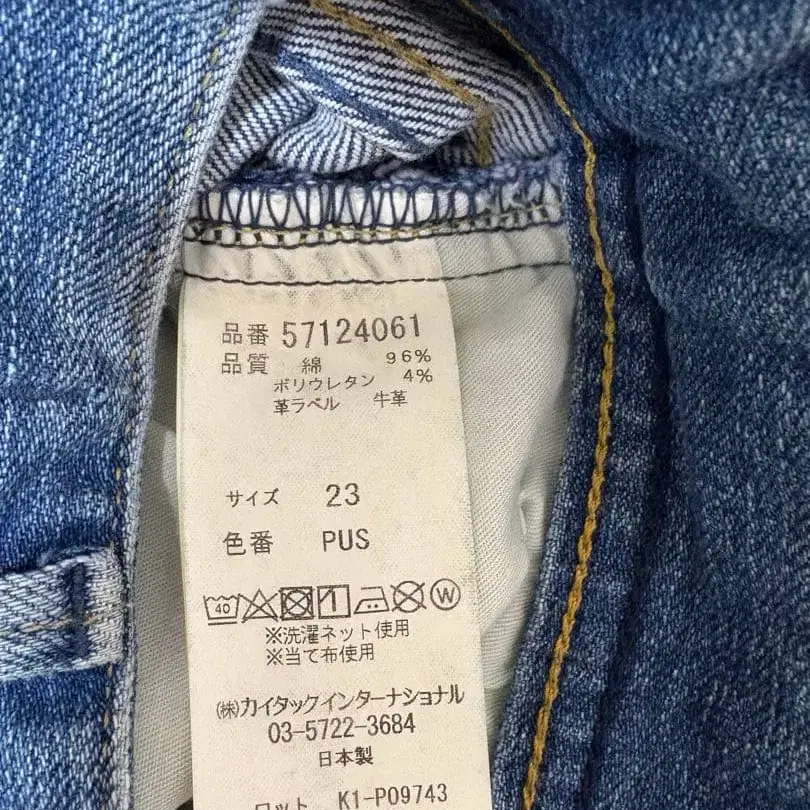 品番 57124061
品質 綿 96%
ポリウレタン 4%
革ラベル 牛革
サイズ 23
色番 PUS
40 W
※洗濯ネット使用
※当て布使用
㈱カイタックインターナショナル
03-5722-3684
日本製
ロット K1-P09743